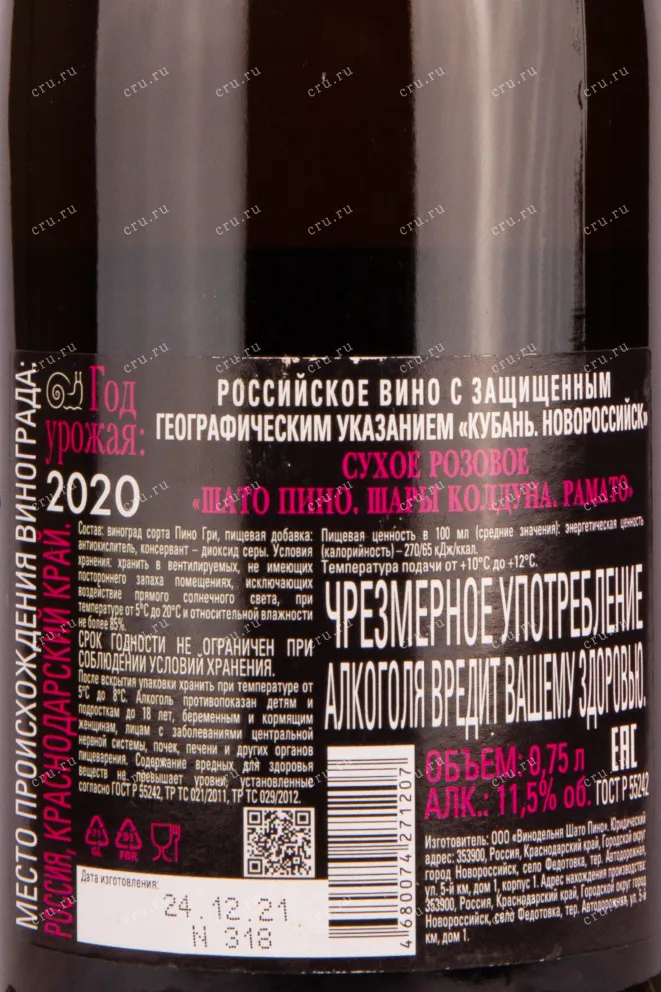 МЕСТО ПРОИСХОЖДЕНИЯ ВИНОГРАДА:
РОССИЯ, КРАСНОДАРСКИЙ КРАЙ.
Год
урожая:
2020
РОССИЙСКОЕ ВИНО С ЗАЩИЩЕННЫМ
ГЕОГРАФИЧЕСКИМ УКАЗАНИЕМ «КУБАНЬ. НОВОРОССИЙСК»
СУХОЕ РОЗОВОЕ
«ШАТО ПИНО. ШАРЫ КОЛДУНА. РАМАТО»
Состав: виноград сорта Пино Гри, пищевая добавка:
антиокислитель, консервант – диоксид серы. Условия
хранения: хранить в вентилируемых, не имеющих
постороннего запаха помещениях, исключающих
воздействие прямого солнечного света, при
температуре от 5°С до 20°С и относительной влажности
не более 85%.
СРОК ГОДНОСТИ НЕ ОГРАНИЧЕН ПРИ
СОБЛЮДЕНИИ УСЛОВИЙ ХРАНЕНИЯ.
После вскрытия упаковки хранить при температуре от
5°С до 8°С. Алкоголь противопоказан детям и
подросткам до 18 лет, беременным и кормящим
женщинам, лицам с заболеваниями центральной
нервной системы, почек, печени и других органов
пищеварения. Содержание вредных для здоровья
веществ не превышает уровни, установленные
согласно ГОСТ Р 55242, ТР ТС 021/2011, ТР ТС 029/2012.
Пищевая ценность в 100 мл (средние значения): энергетическая ценность
(калорийность) – 270/65 кДж/ккал.
Температура подачи от +10°С до +12°С.
ЧРЕЗМЕРНОЕ УПОТРЕБЛЕНИЕ
АЛКОГОЛЯ ВРЕДИТ ВАШЕМУ ЗДОРОВЬЮ.
ОБЪЕМ: 0,75 л
АЛК.: 11,5% об.
EAC
ГОСТ Р 55242
Изготовитель: ООО «Винодельня Шато Пино». Юридический
адрес: 353900, Россия, Краснодарский край, Городской округ
город Новороссийск, село Федотовка, тер. Автодорожная,
ул. 5-й км, дом 1, корпус 1. Адрес нахождения производства:
353900, Россия, Краснодарский край, Городской округ город
Новороссийск, село Федотовка, тер. Автодорожная, ул. 5-й
км, дом 1.
Дата изготовления:
24.12.21
N 318
4 680074 271207
cru.ru